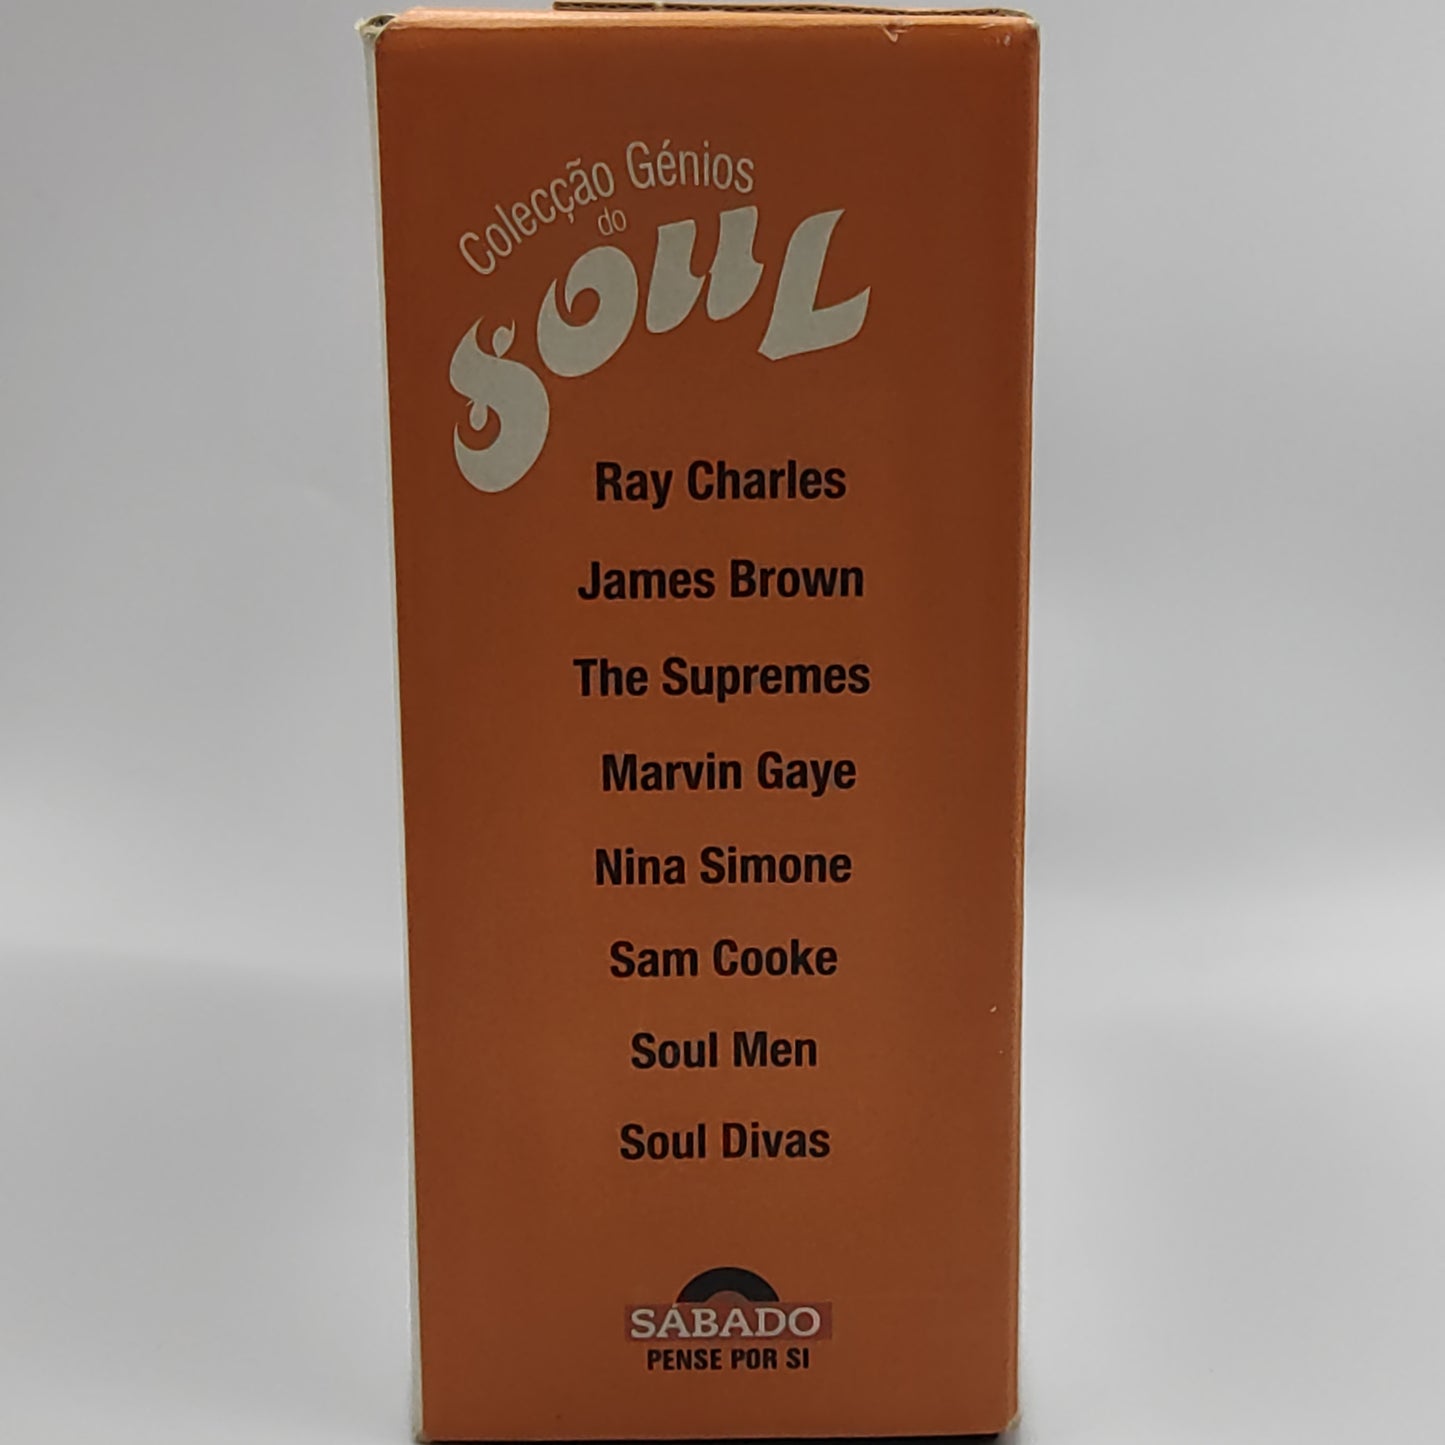 Colecção Génios
do
SOUL
Ray Charles
James Brown
The Supremes
Marvin Gaye
Nina Simone
Sam Cooke
Soul Men
Soul Divas
SÁBADO
PENSE POR SI